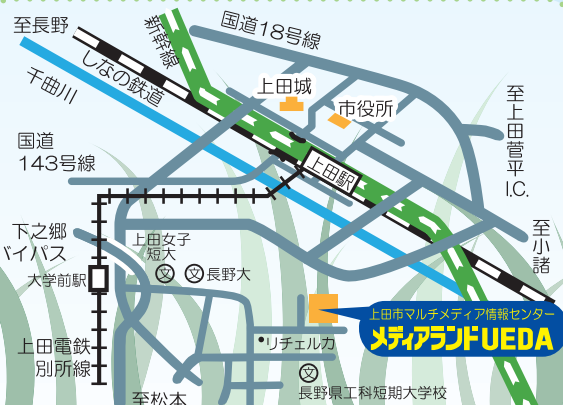 至長野
新幹線
国道18号線
しなの鉄道
上田城
市役所
千曲川
至上田菅平I.C.
国道
143号線
上田駅
下之郷
バイパス
上田女子
短大
文
文
長野大
至小諸
大学前駅
上田市マルチメディア情報センター
メディアランドUEDA
リチェルカ
上田電鉄
別所線
文
長野県工科短期大学校
至松本